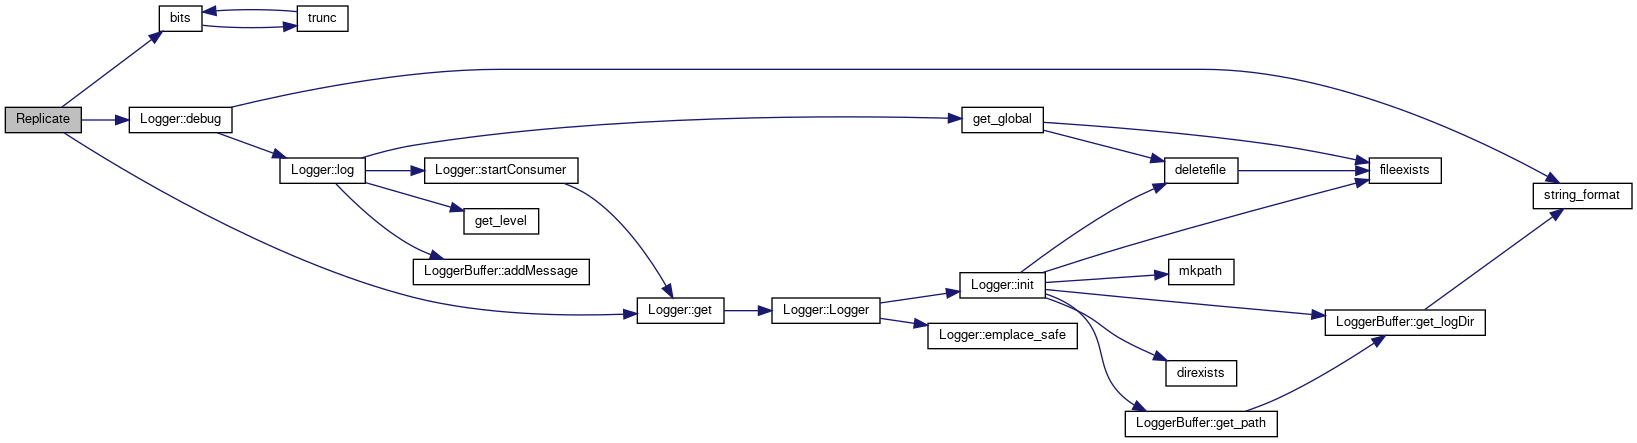 bits
trunc
Replicate
Logger::debug
get_global
Logger::log
Logger::startConsumer
deletefile
fileexists
string_format
get_level
LoggerBuffer::addMessage
Logger::init
mkpath
Logger::get
Logger::Logger
LoggerBuffer::get_logDir
Logger::emplace_safe
direxists
LoggerBuffer::get_path